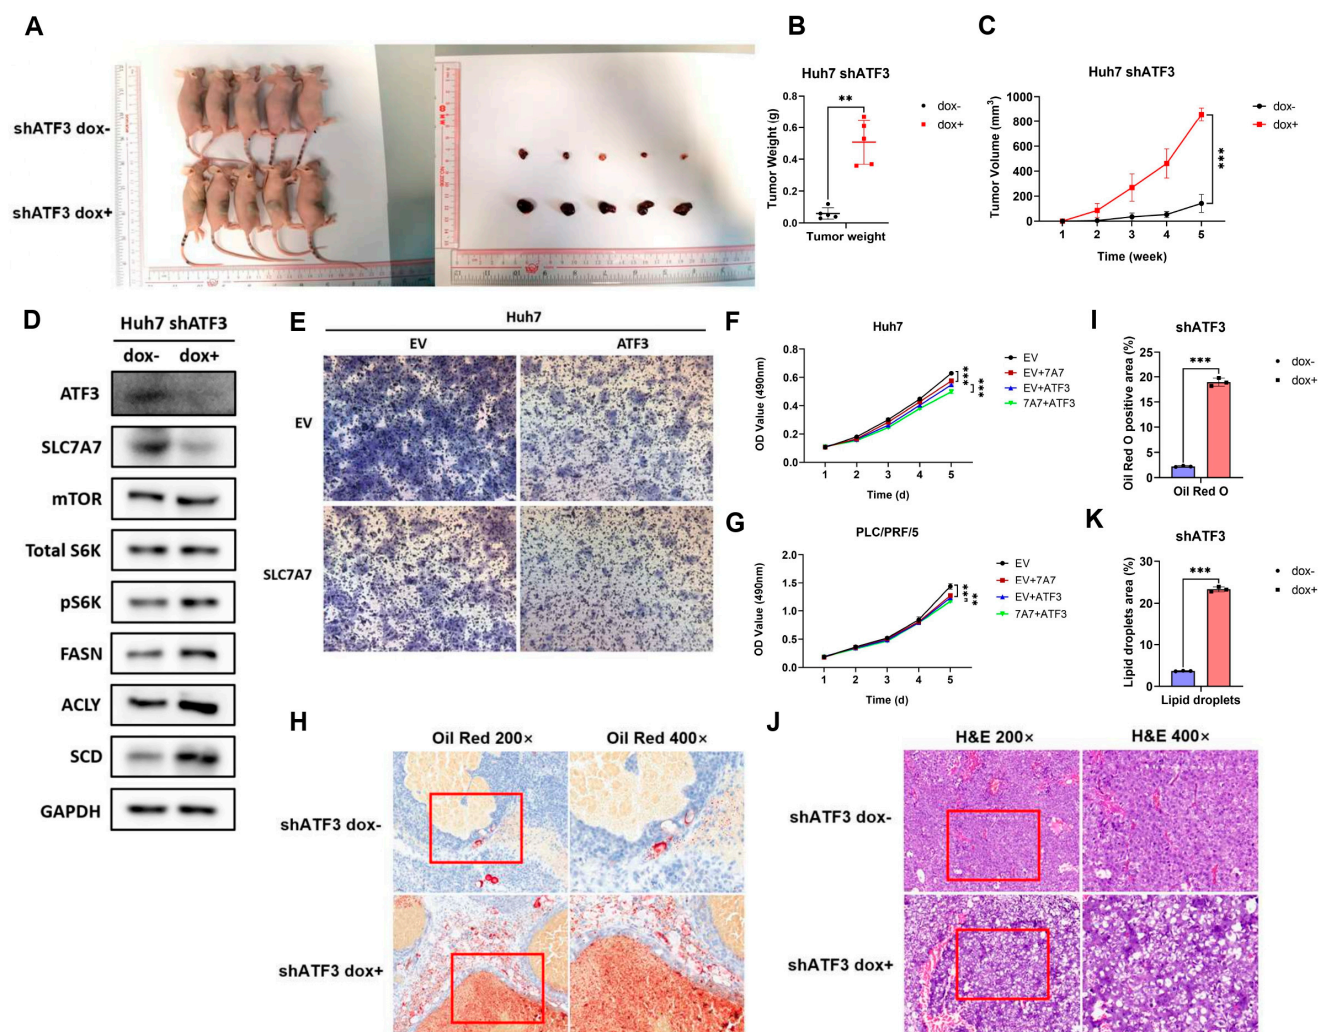 A
shATF3 dox-
shATF3 dox+
B
Huh7 shATF3
Tumor Weight (g)
0.8
0.6
0.4
0.2
0.0
**
Tumor weight
dox-
dox+
C
Huh7 shATF3
Tumor Volume (mm³)
1000
800
600
400
200
0
1 2 3 4 5
Time (week)
***
dox-
dox+
D
Huh7 shATF3
dox- dox+
ATF3
SLC7A7
mTOR
Total S6K
pS6K
FASN
ACLY
SCD
GAPDH
E
Huh7
EV ATF3
EV
SLC7A7
F
Huh7
OD Value (490nm)
0.8
0.6
0.4
0.2
0.0
1 2 3 4 5
Time (d)
***
***
EV
EV+7A7
EV+ATF3
7A7+ATF3
G
PLC/PRF/5
OD Value (490nm)
2.0
1.5
1.0
0.5
0.0
1 2 3 4 5
Time (d)
**
EV
EV+7A7
EV+ATF3
7A7+ATF3
H
Oil Red 200× Oil Red 400×
shATF3 dox-
shATF3 dox+
I
shATF3
Oil Red O positive area (%)
25
20
15
10
5
0
***
Oil Red O
dox-
dox+
J
H&E 200× H&E 400×
shATF3 dox-
shATF3 dox+
K
shATF3
Lipid droplets area (%)
30
20
10
0
***
Lipid droplets
dox-
dox+